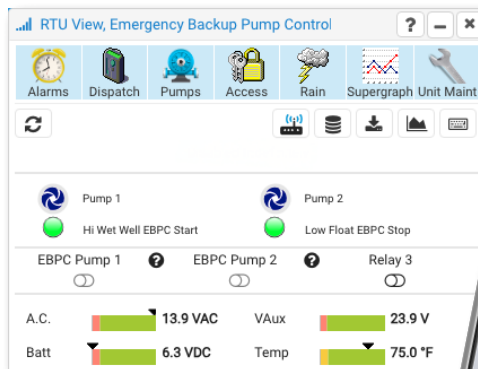 RTU View, Emergency Backup Pump Control
Alarms Dispatch Pumps Access Rain Supergraph Unit Maint
Pump 1 Pump 2
Hi Wet Well EBPC Start Low Float EBPC Stop
EBPC Pump 1 ? EBPC Pump 2 ? Relay 3
A.C. 13.9 VAC VAux 23.9 V
Batt 6.3 VDC Temp 75.0 °F